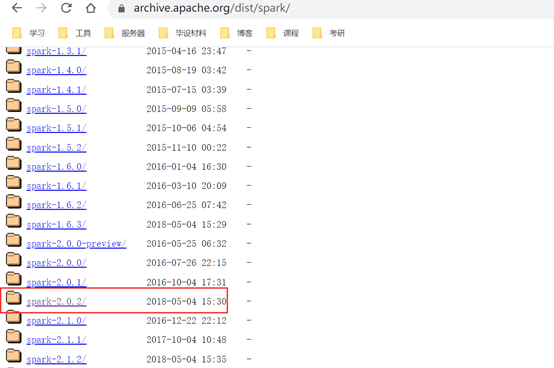 archive.apache.org/dist/spark/
学习 工具 服务器 华设材料 博客 课程 考研
spark-1.3.1/ 2015-04-16 23:47 -
spark-1.4.0/ 2015-08-19 03:42 -
spark-1.4.1/ 2015-07-15 03:39 -
spark-1.5.0/ 2015-09-09 05:58 -
spark-1.5.1/ 2015-10-06 04:54 -
spark-1.5.2/ 2015-11-10 00:22 -
spark-1.6.0/ 2016-01-04 16:30 -
spark-1.6.1/ 2016-03-10 20:09 -
spark-1.6.2/ 2016-06-25 07:42 -
spark-1.6.3/ 2018-05-04 15:29 -
spark-2.0.0-preview/ 2016-05-25 06:32 -
spark-2.0.0/ 2016-07-26 22:15 -
spark-2.0.1/ 2016-10-04 17:31 -
spark-2.0.2/ 2018-05-04 15:30 -
spark-2.1.0/ 2016-12-22 22:12 -
spark-2.1.1/ 2017-10-04 10:48 -
spark-2.1.2/ 2018-05-04 15:35 -